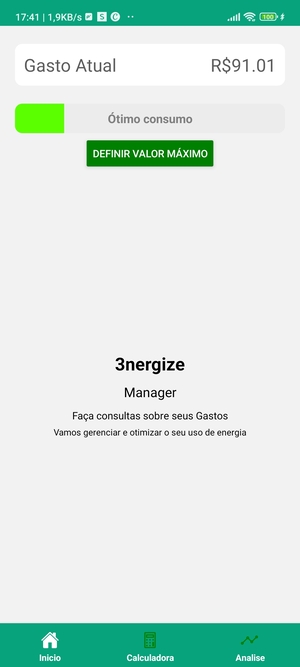 17:41 | 1,9KB/s
Gasto Atual R$91.01
Ótimo consumo
DEFINIR VALOR MÁXIMO
3nergize
Manager
Faça consultas sobre seus Gastos
Vamos gerenciar e otimizar o seu uso de energia
Inicio Calculadora Analise